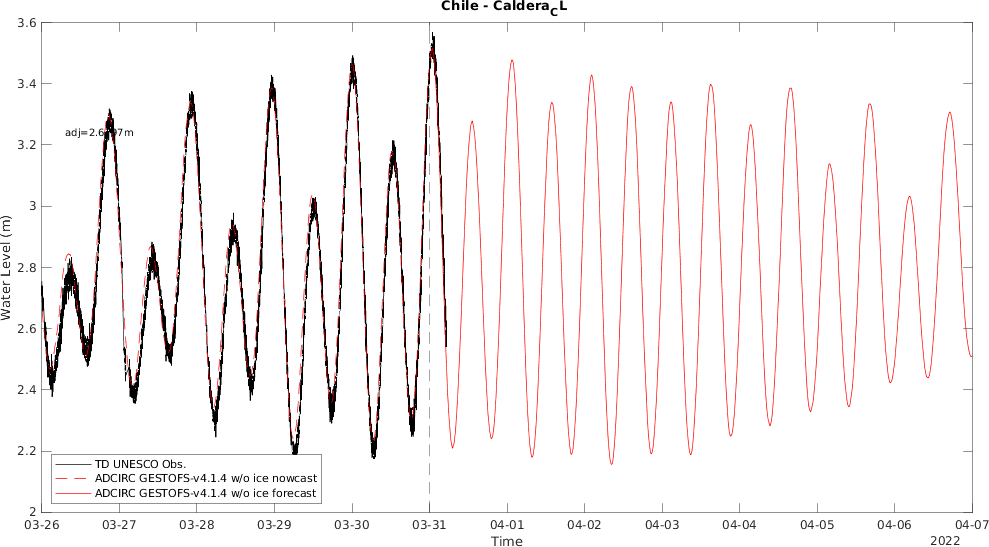 Chile - Caldera_CL
3.6
3.4
3.2
3
2.8
2.6
2.4
2.2
2
Water Level (m)
TD UNESCO Obs.
ADCIRC GESTOFS-v4.1.4 w/o ice nowcast
ADCIRC GESTOFS-v4.1.4 w/o ice forecast
03-26 03-27 03-28 03-29 03-30 03-31 04-01 04-02 04-03 04-04 04-05 04-06 04-07
Time
2022